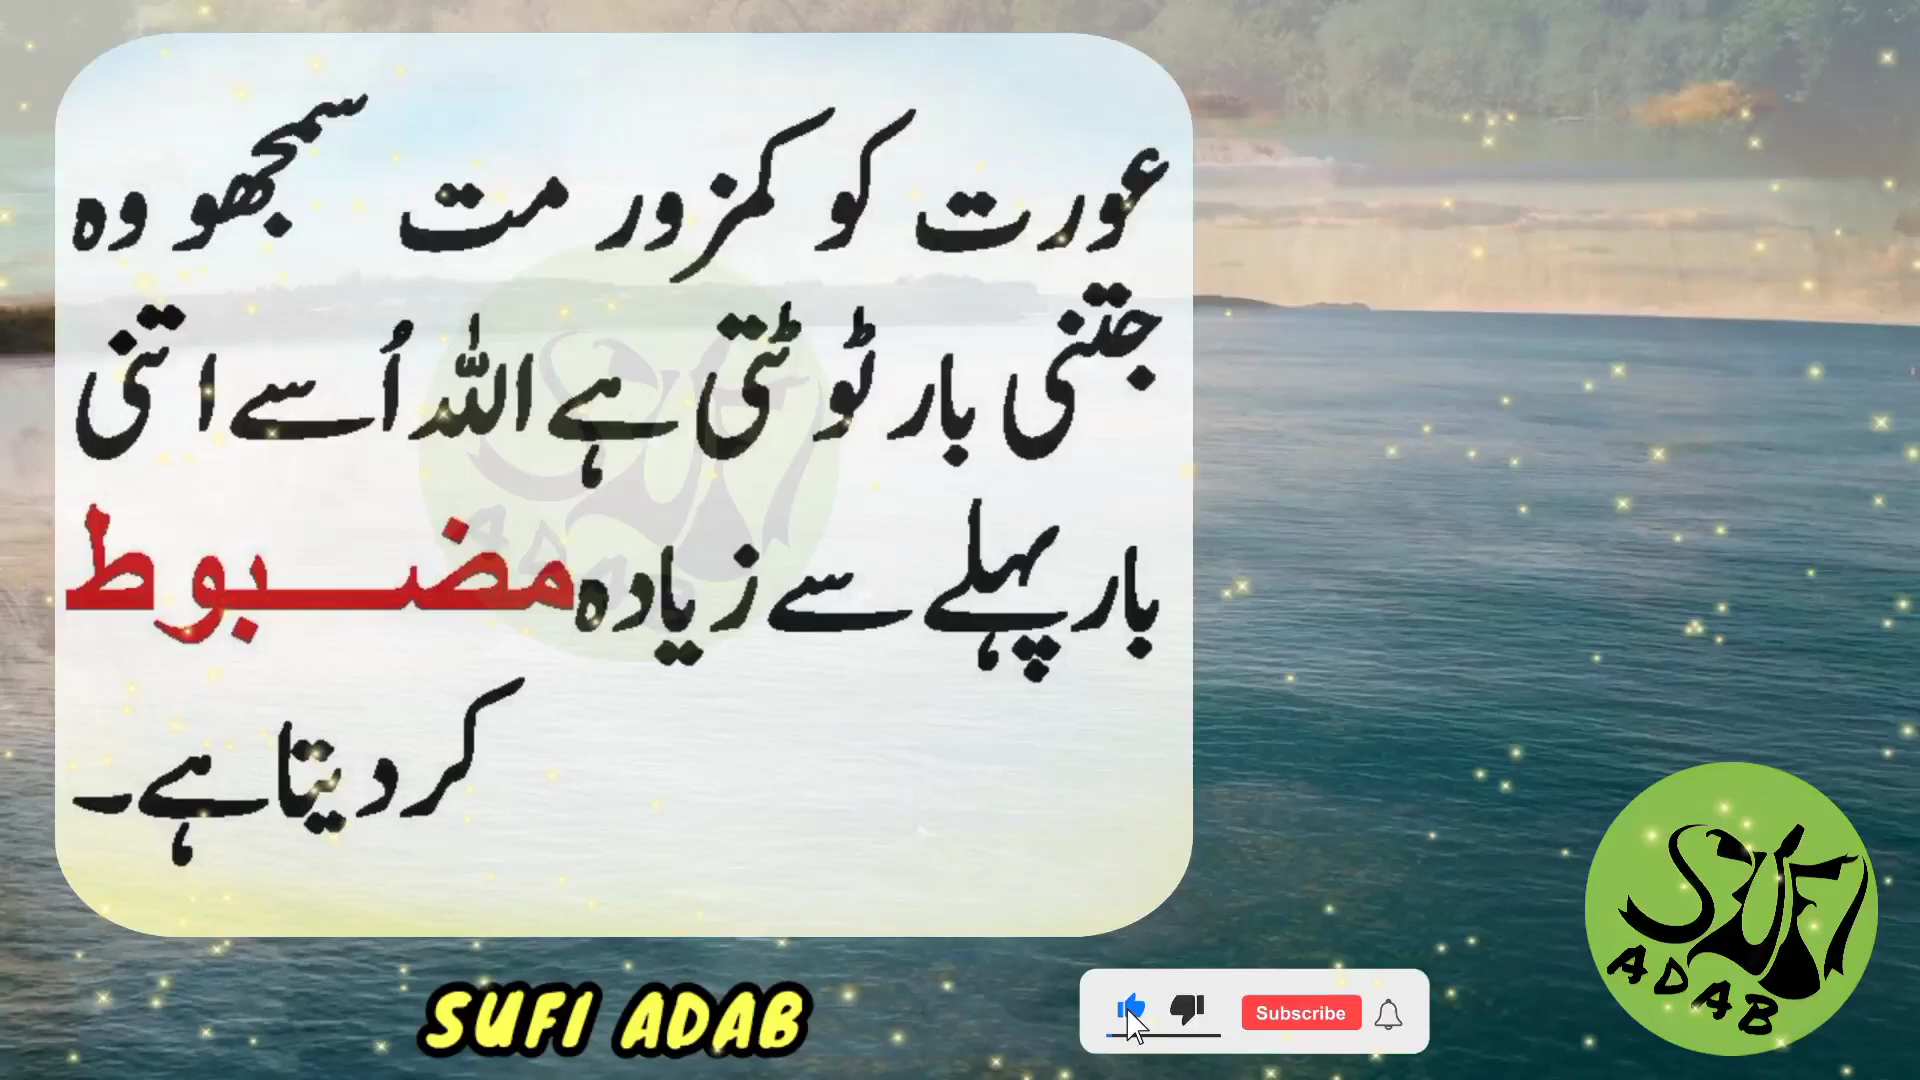 عورت کو کمزور مت سمجھو وہ
جتنی بار ٹوٹتی ہے اللہ اُسے اتنی
بار پہلے سے زیادہ مضبوط
کر دیتا ہے۔
SUFI ADAB
Subscribe
SUFI
ADAB